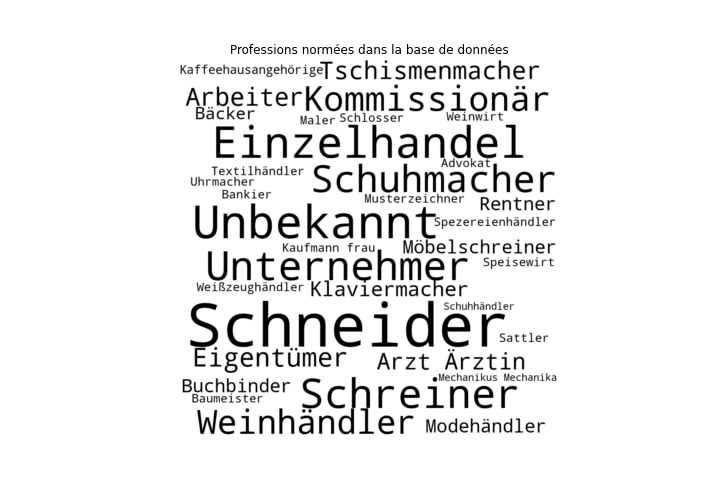 Professions normées dans la base de données
Kaffeehausangehörige
Tschismenmacher
Arbeiter
Kommissionär
Bäcker
Maler
Schlosser
Weinwirt
Einzelhandel
Advokat
Textilhändler
Schuhmacher
Uhrmacher
Bankier
Musterzeichner
Rentner
Unbekannt
Spezereienhändler
Kaufmann frau
Möbelschreiner
Unternehmer
Speisewirt
Weißzeughändler
Klaviermacher
Schuhhändler
Schneider
Sattler
Eigentümer
Arzt Ärztin
Mechanikus Mechanika
Buchbinder
Schreiner
Baumeister
Weinhändler
Modehändler